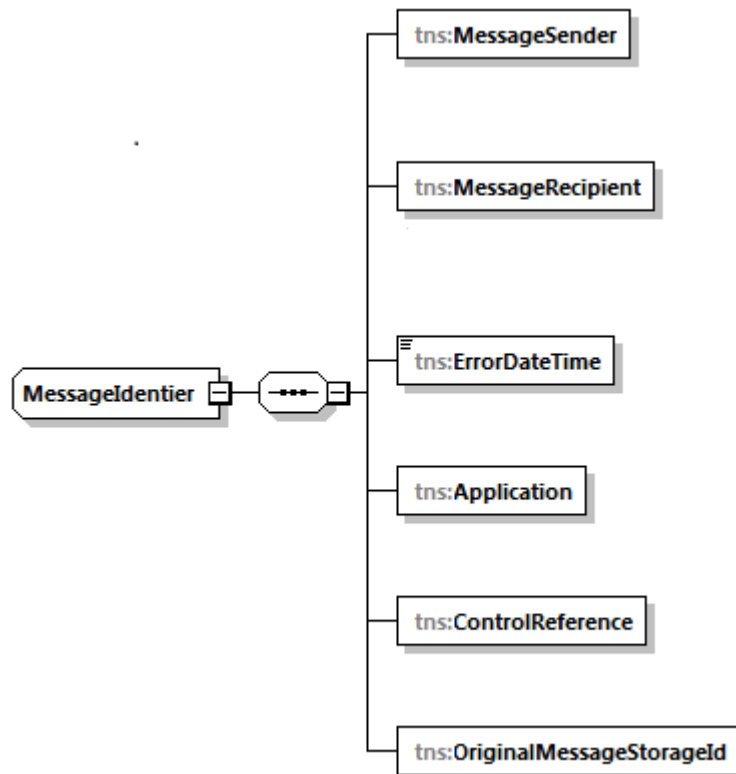 tns:MessageSender
tns:MessageRecipient
tns:ErrorDateTime
MessageIdentier
tns:Application
tns:ControlReference
tns:OriginalMessageStorageId